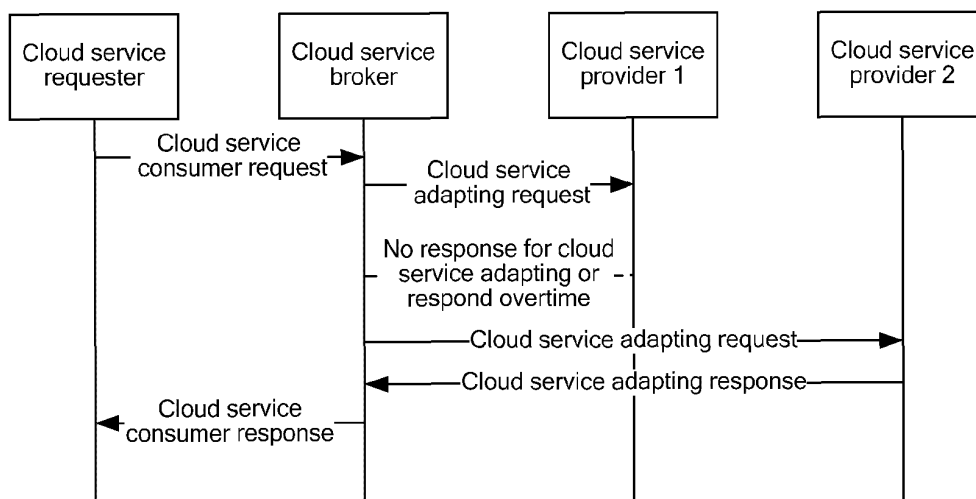 Cloud service
requester
Cloud service
broker
Cloud service
provider 1
Cloud service
provider 2
Cloud service
consumer request
Cloud service
adapting request
No response for cloud
service adapting or
respond overtime
Cloud service adapting request
Cloud service adapting response
Cloud service
consumer response